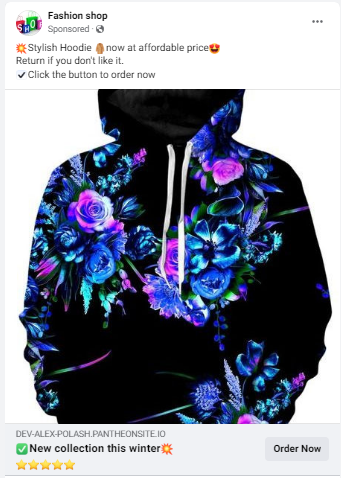 SHOP
Fashion shop
Sponsored ·
💥Stylish Hoodie 🧥now at affordable price😍
Return if you don't like it.
✔Click the button to order now
DEV-ALEX-POLASH.PANTHEONSITE.IO
✅New collection this winter💥
Order Now
⭐⭐⭐⭐⭐